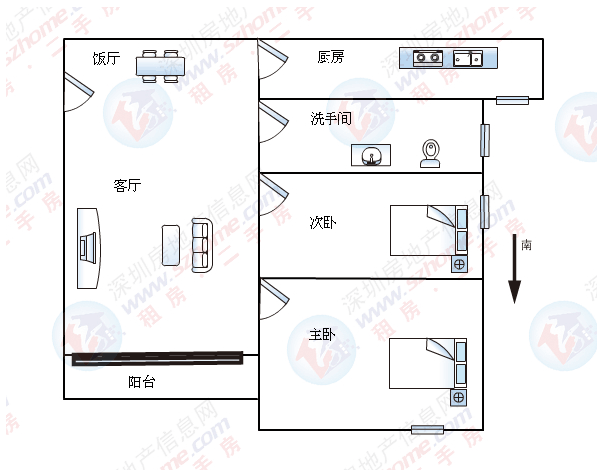 饭厅
厨房
洗手间
客厅
次卧
南
主卧
阳台
深圳房地产信息网
www.szhome.com
租房·二手房